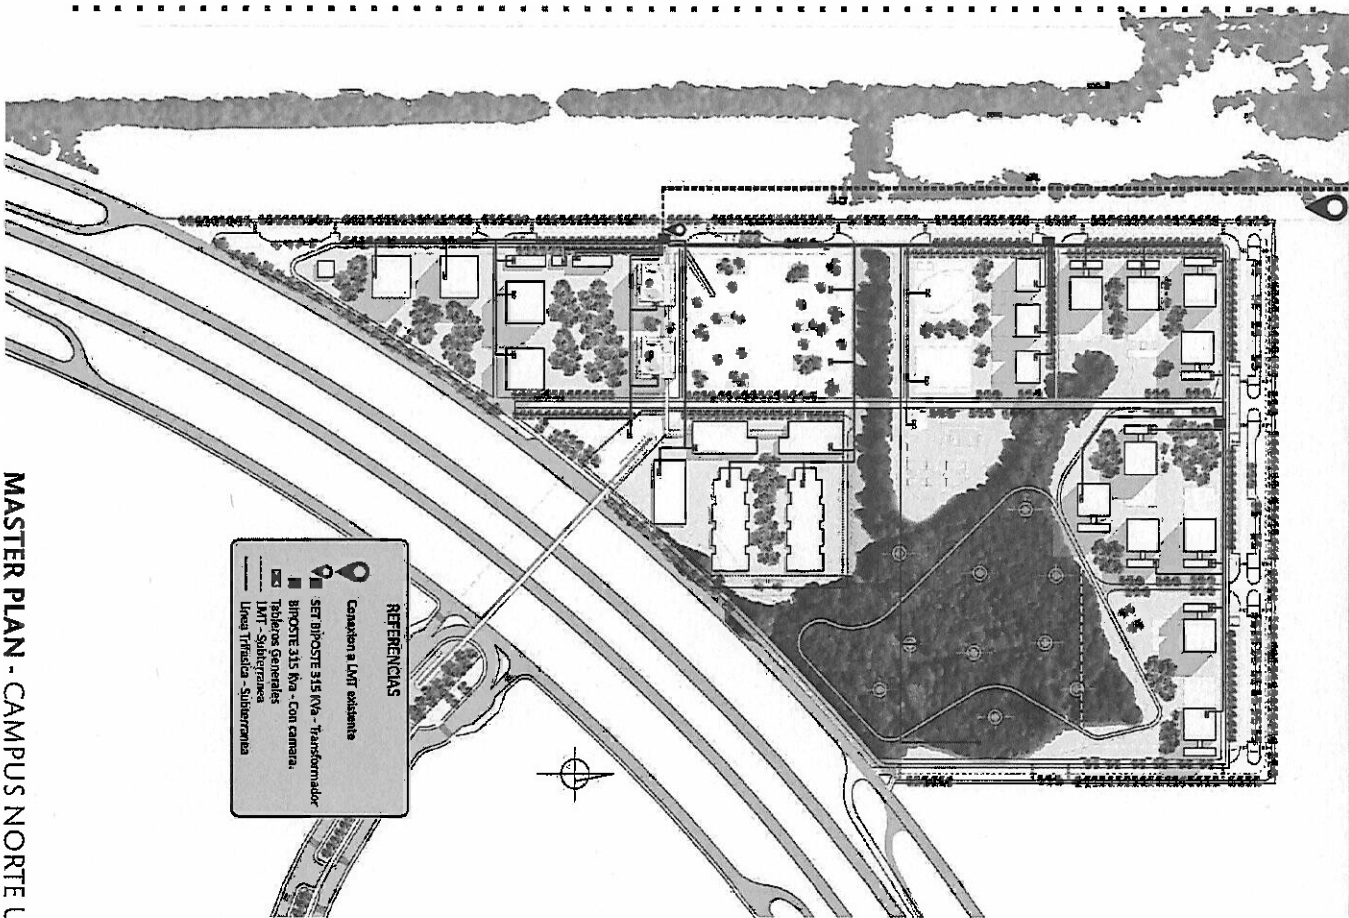 MASTER PLAN - CAMPUS NORTE
REFERENCIAS
Conexion a LMT existente
SET BIPOSTE 315 KVa - Transformador
BIPOSTE 315 Kva - Con camara.
Tableros Generales
LMT - Subterranea
Linea Trifasica - Subterranea